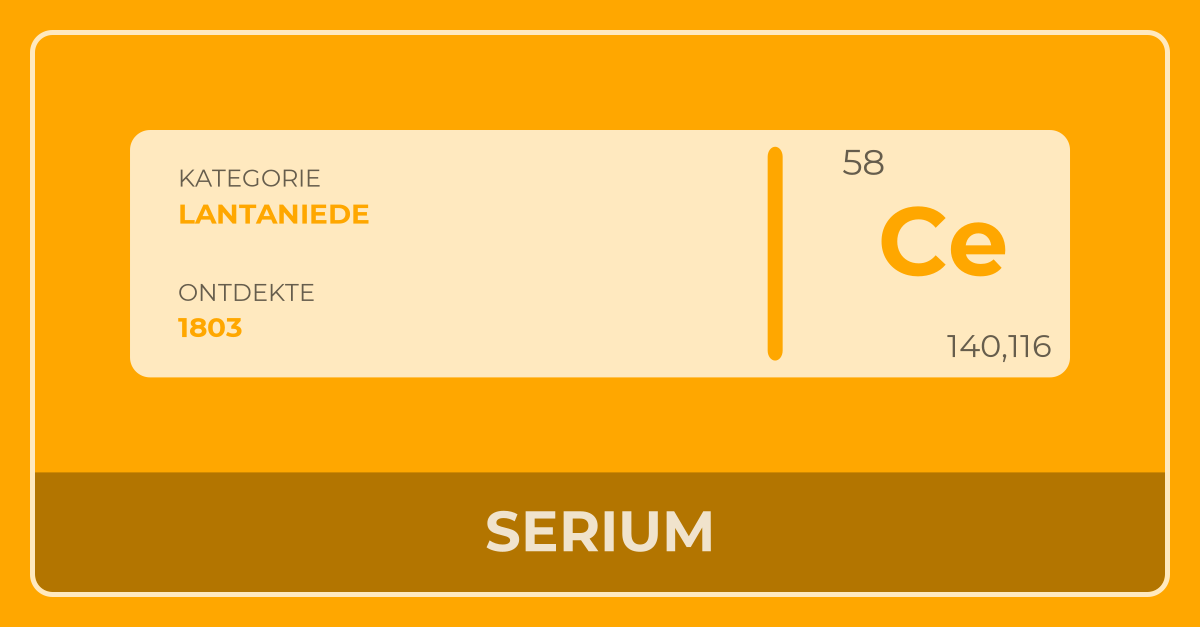 KATEGORIE
LANTANIEDE
ONTDEKTE
1803
58
Ce
140,116
SERIUM